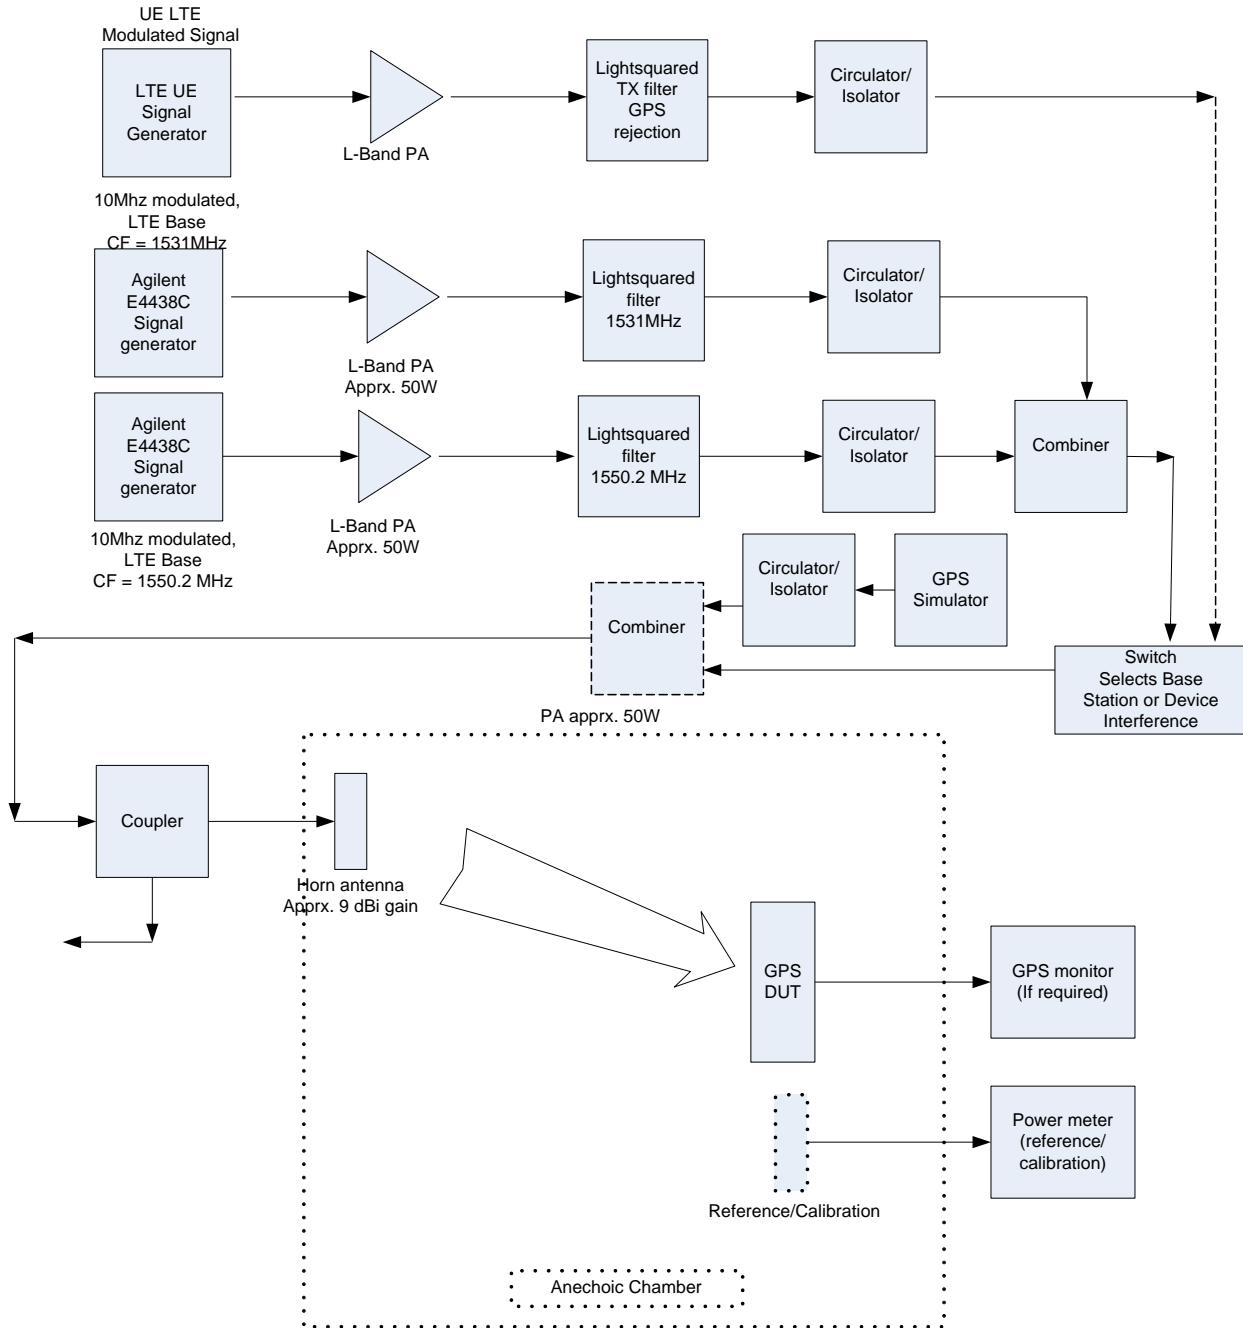 UE LTE
Modulated Signal
LTE UE
Signal
Generator
L-Band PA
Lightsquared
TX filter
GPS
rejection
Circulator/
Isolator
10Mhz modulated,
LTE Base
CF = 1531MHz
Agilent
E4438C
Signal
generator
L-Band PA
Apprx. 50W
Lightsquared
filter
1531MHz
Circulator/
Isolator
Agilent
E4438C
Signal
generator
10Mhz modulated,
LTE Base
CF = 1550.2 MHz
L-Band PA
Apprx. 50W
Lightsquared
filter
1550.2 MHz
Circulator/
Isolator
Combiner
Circulator/
Isolator
GPS
Simulator
Combiner
PA apprx. 50W
Switch
Selects Base
Station or Device
Interference
Coupler
Horn antenna
Apprx. 9 dBi gain
GPS
DUT
GPS monitor
(If required)
Power meter
(reference/
calibration)
Reference/Calibration
Anechoic Chamber